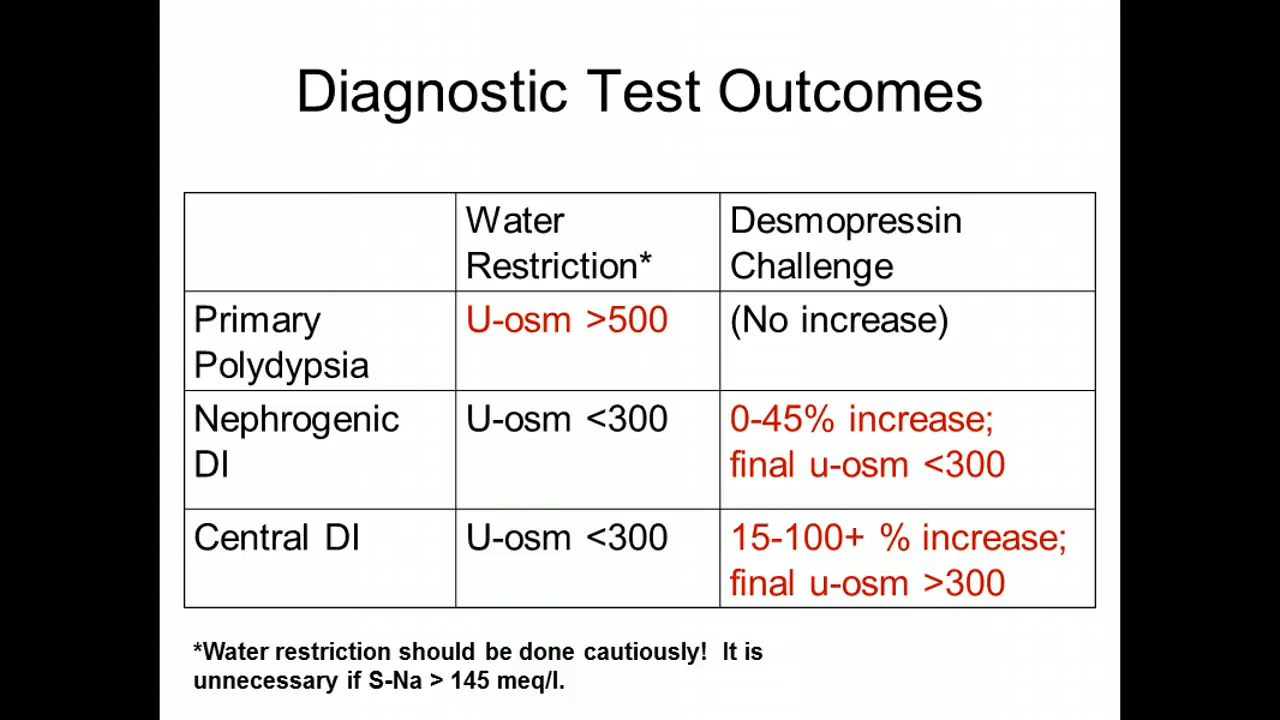 Diagnostic Test Outcomes
Water
Restriction*
Desmopressin
Challenge
Primary
Polydypsia
U-osm >500
(No increase)
Nephrogenic
DI
U-osm <300
0-45% increase;
final u-osm <300
Central DI
U-osm <300
15-100+ % increase;
final u-osm >300
*Water restriction should be done cautiously!  It is
unnecessary if S-Na > 145 meq/l.